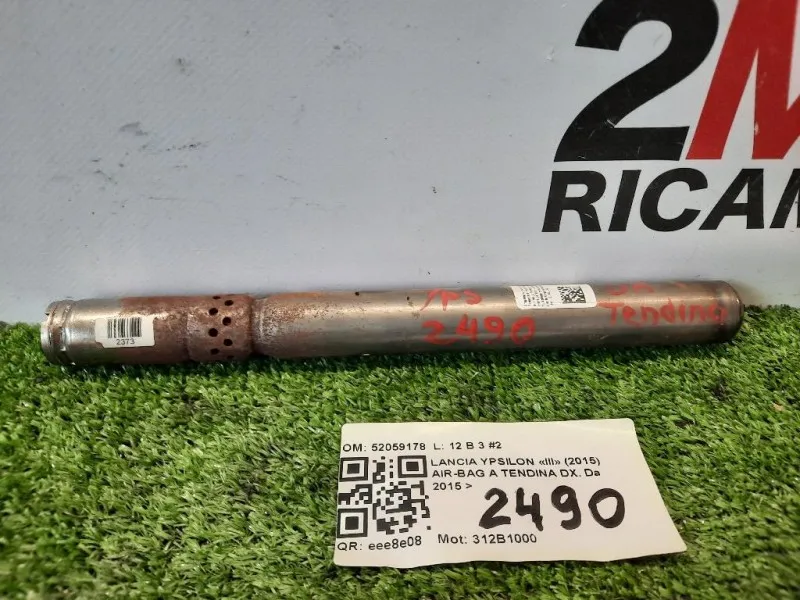 2M
RICAM
2373
YPS
2490
DX
Tendina
OM: 52059178 L: 12 B 3 #2
LANCIA YPSILON «III» (2015)
AIR-BAG A TENDINA DX. Da
2015 >
2490
QR: eee8e08 Mot: 312B1000